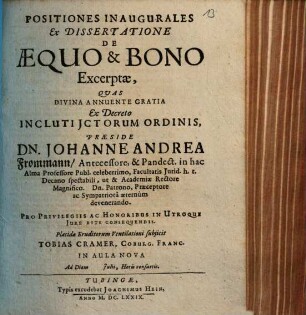 13
POSITIONES INAUGURALES
Ex DISSERTATIONE
DE
ÆQUO & BONO
Excerptæ,
QUAS
DIVINA ANNUENTE GRATIA
Ex Decreto
INCLUTI JCTORUM ORDINIS,
PRÆSIDE
DN. JOHANNE ANDREA
Frommann/ Antecessore, & Pandect. in hac
Alma Professore Publ. celeberrimo, Facultatis Jurid. h. t.
Decano spectabili, ut & Academiæ Rectore
Magnifico. Dn. Patrono, Præceptore
ac Sympatriotâ æternùm
devenerando.
PRO PRIVILEGIIS AC HONORIBUS IN UTROQUE
JURE RITE CONSEQUENDIS.
Placidæ Eruditorum Ventilationi subjicit
TOBIAS CRAMER, COBURG. FRANC.
IN AULA NOVA
Ad Diem Julii, Horis consuetis.
TUBINGÆ,
Typis excudebat JOACHIMUS HEIN,
ANNO M. DC. LXXIX.